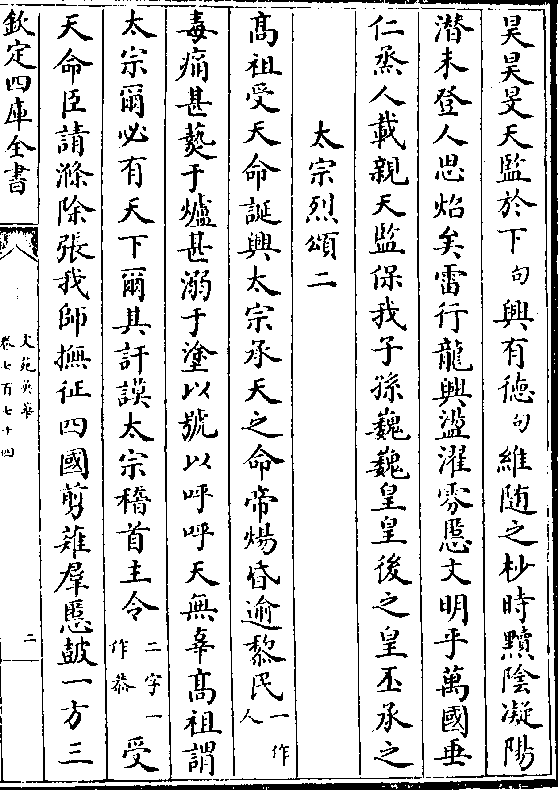 昊昊旻天監於下句興有德句維随之杪時黷陰凝陽
潜未登人思焰矣雷行龍興盪濯雰慝文明乎萬國垂
仁烝人載親天監保我子孫巍巍皇皇後之皇丕承之
太宗烈頌二
髙祖受天命誕興太宗承天之命帝煬昏逾黎民一作人
毒痛甚爇于爐甚溺于塗以號以呼呼天無辜髙祖謂
太宗爾必有天下爾其訏謨太宗稽首主令二字一作恭受
天命臣請滌除張我師撫征四國剪薙羣慝皷一方三
欽定四庫全書
文苑英華
卷七百七十四
二